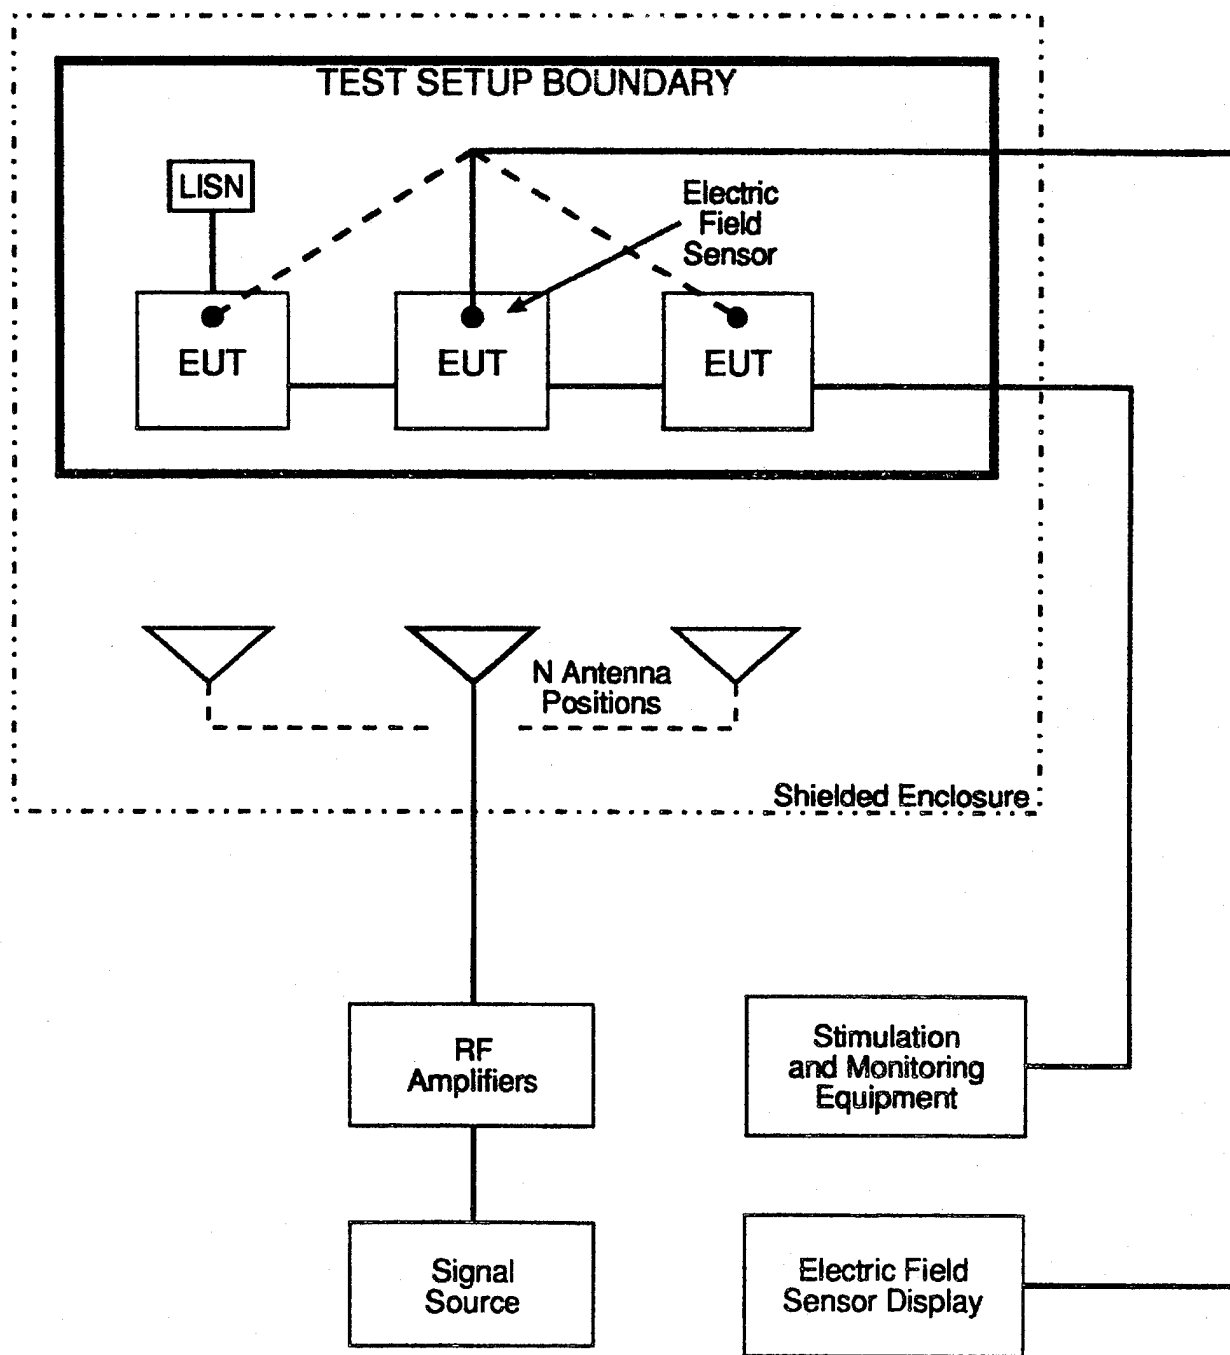 TEST SETUP BOUNDARY
LISN
Electric
Field
Sensor
EUT
EUT
EUT
N Antenna
Positions
Shielded Enclosure
RF
Amplifiers
Stimulation
and Monitoring
Equipment
Signal
Source
Electric Field
Sensor Display